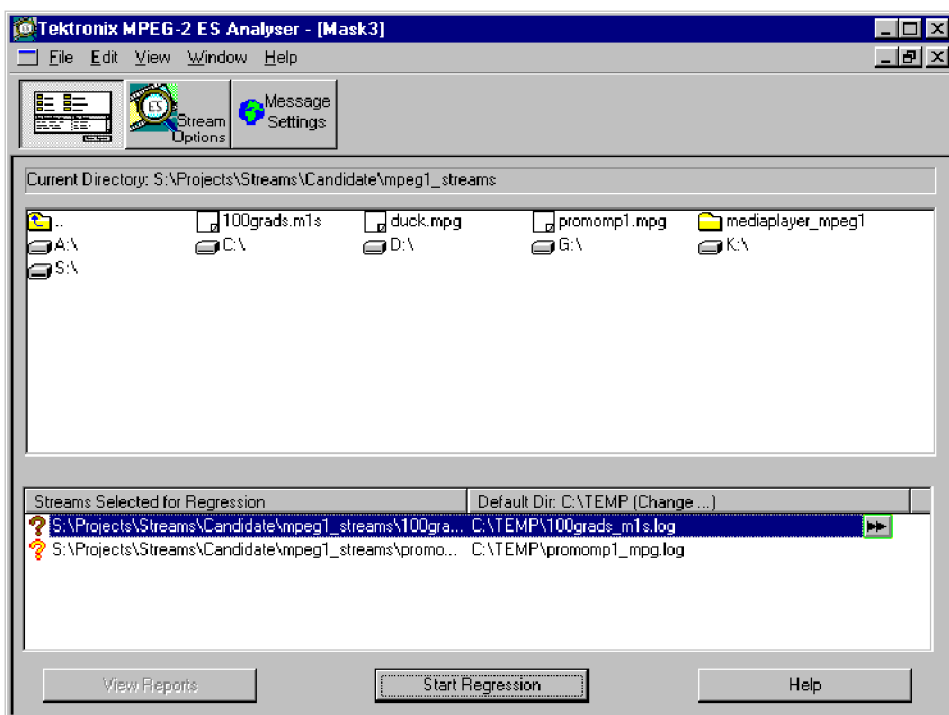 Tektronix MPEG-2 ES Analyser - [Mask3]
File Edit View Window Help
ES
Stream Options
Message Settings
Current Directory: S:\Projects\Streams\Candidate\mpeg1_streams
.. 100grads.m1s duck.mpg promomp1.mpg mediaplayer_mpeg1
A:\ C:\ D:\ G:\ K:\
S:\
Streams Selected for Regression Default Dir: C:\TEMP (Change ...)
S:\Projects\Streams\Candidate\mpeg1_streams\100gra... C:\TEMP\100grads_m1s.log
S:\Projects\Streams\Candidate\mpeg1_streams\promo... C:\TEMP\promomp1_mpg.log
View Reports Start Regression Help